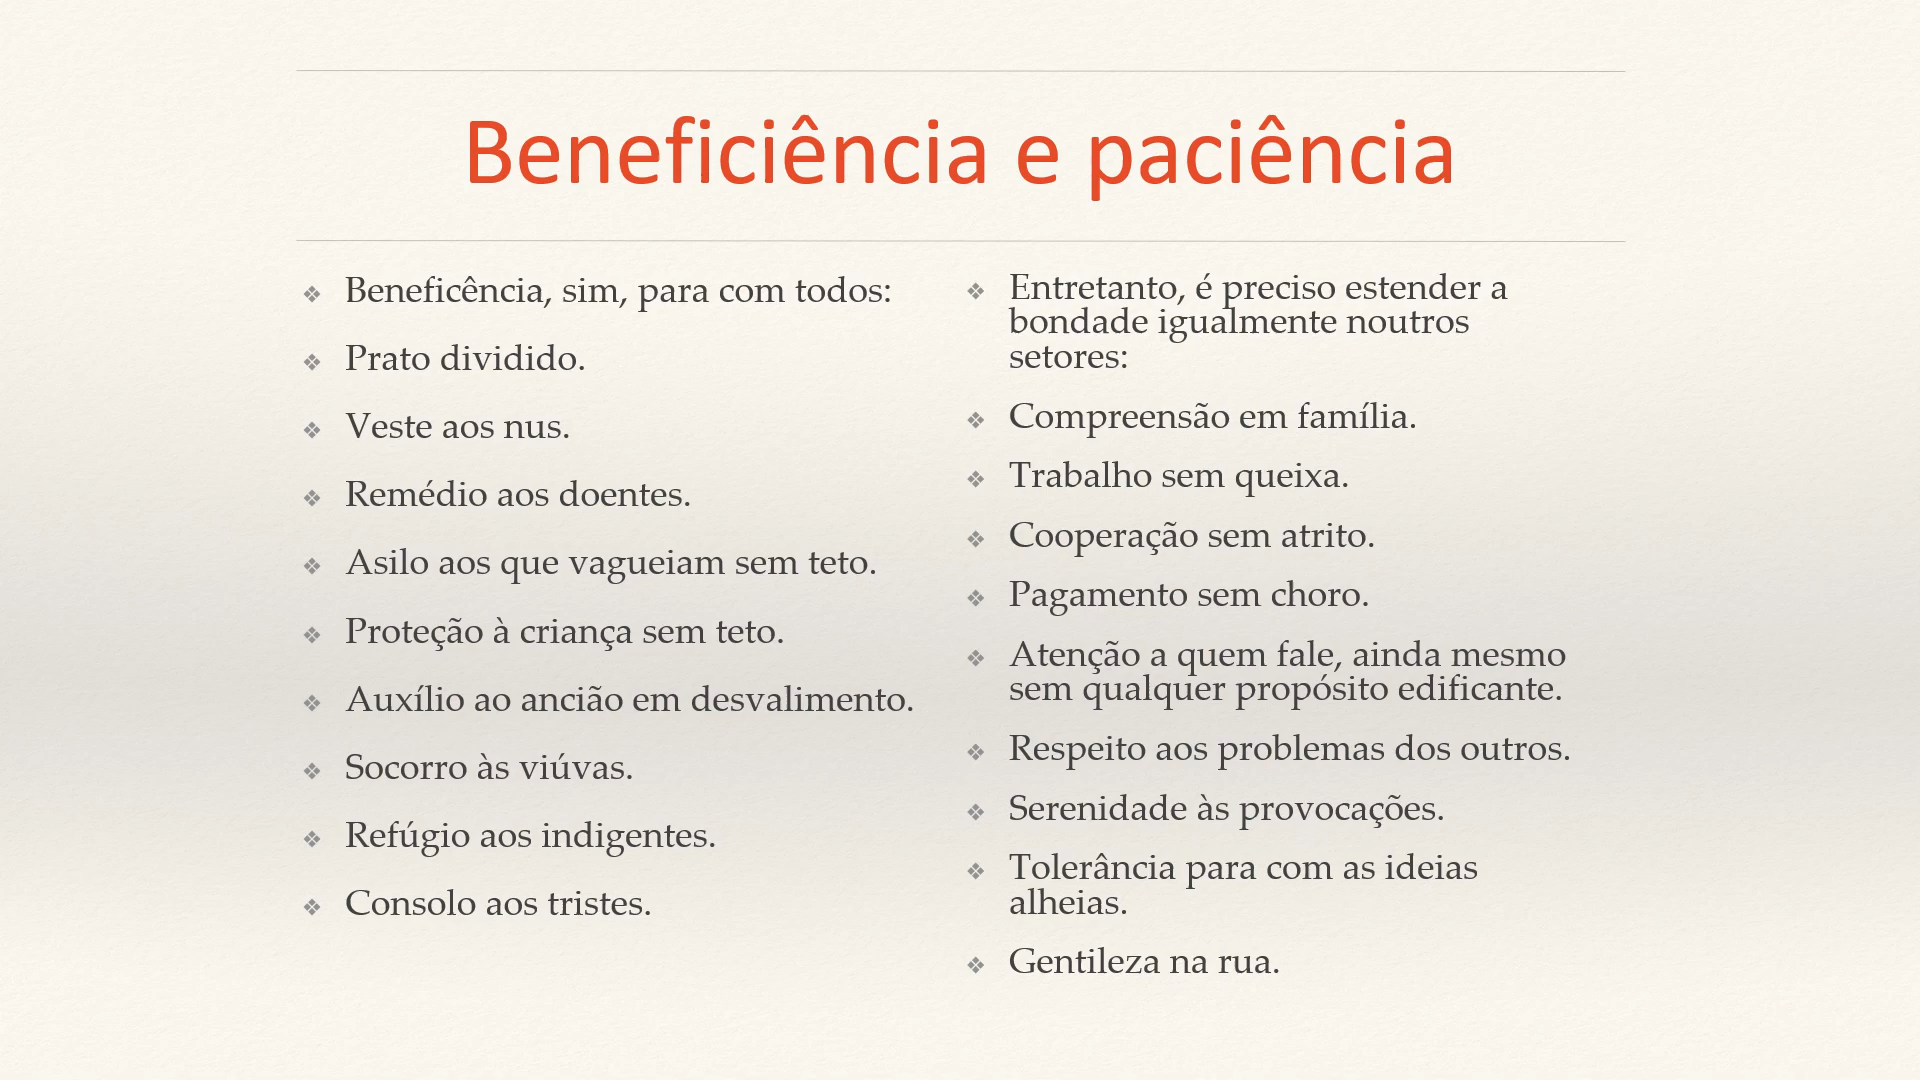 Beneficiência e paciência
Beneficência, sim, para com todos:
Prato dividido.
Veste aos nus.
Remédio aos doentes.
Asilo aos que vagueiam sem teto.
Proteção à criança sem teto.
Auxílio ao ancião em desvalimento.
Socorro às viúvas.
Refúgio aos indigentes.
Consolo aos tristes.
Entretanto, é preciso estender a
bondade igualmente noutros
setores:
Compreensão em família.
Trabalho sem queixa.
Cooperação sem atrito.
Pagamento sem choro.
Atenção a quem fale, ainda mesmo
sem qualquer propósito edificante.
Respeito aos problemas dos outros.
Serenidade às provocações.
Tolerância para com as ideias
alheias.
Gentileza na rua.